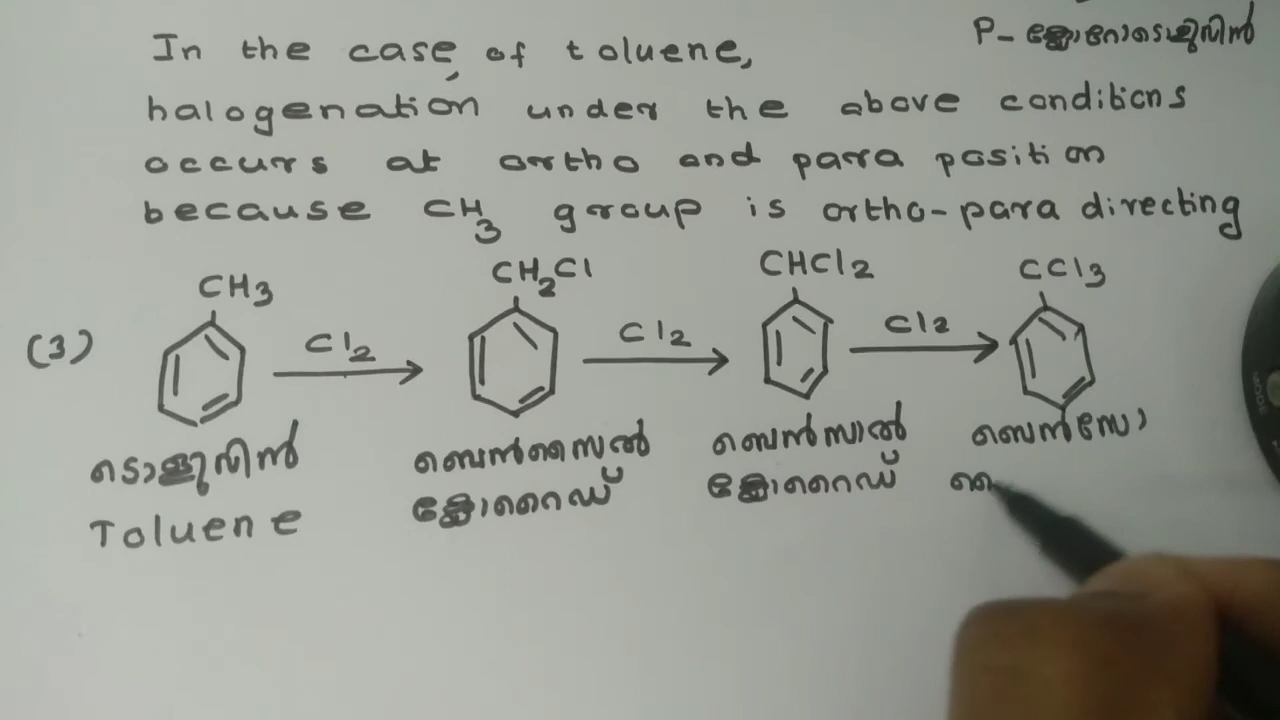 P- ക്ലോറോടൊളുവിൻ
In the case, of toluene,
halogenation under the above conditions
occurs at ortho and para position
because CH3 group is ortho-para directing
CH3 CH2Cl CHCl2 CCl3
(3) Cl2 Cl2 Cl2
ടൊളുവിൻ ബെൻസൈൽ ബെൻസാൽ ബെൻസോ
ക്ലോറൈഡ് ക്ലോറൈഡ്
Toluene